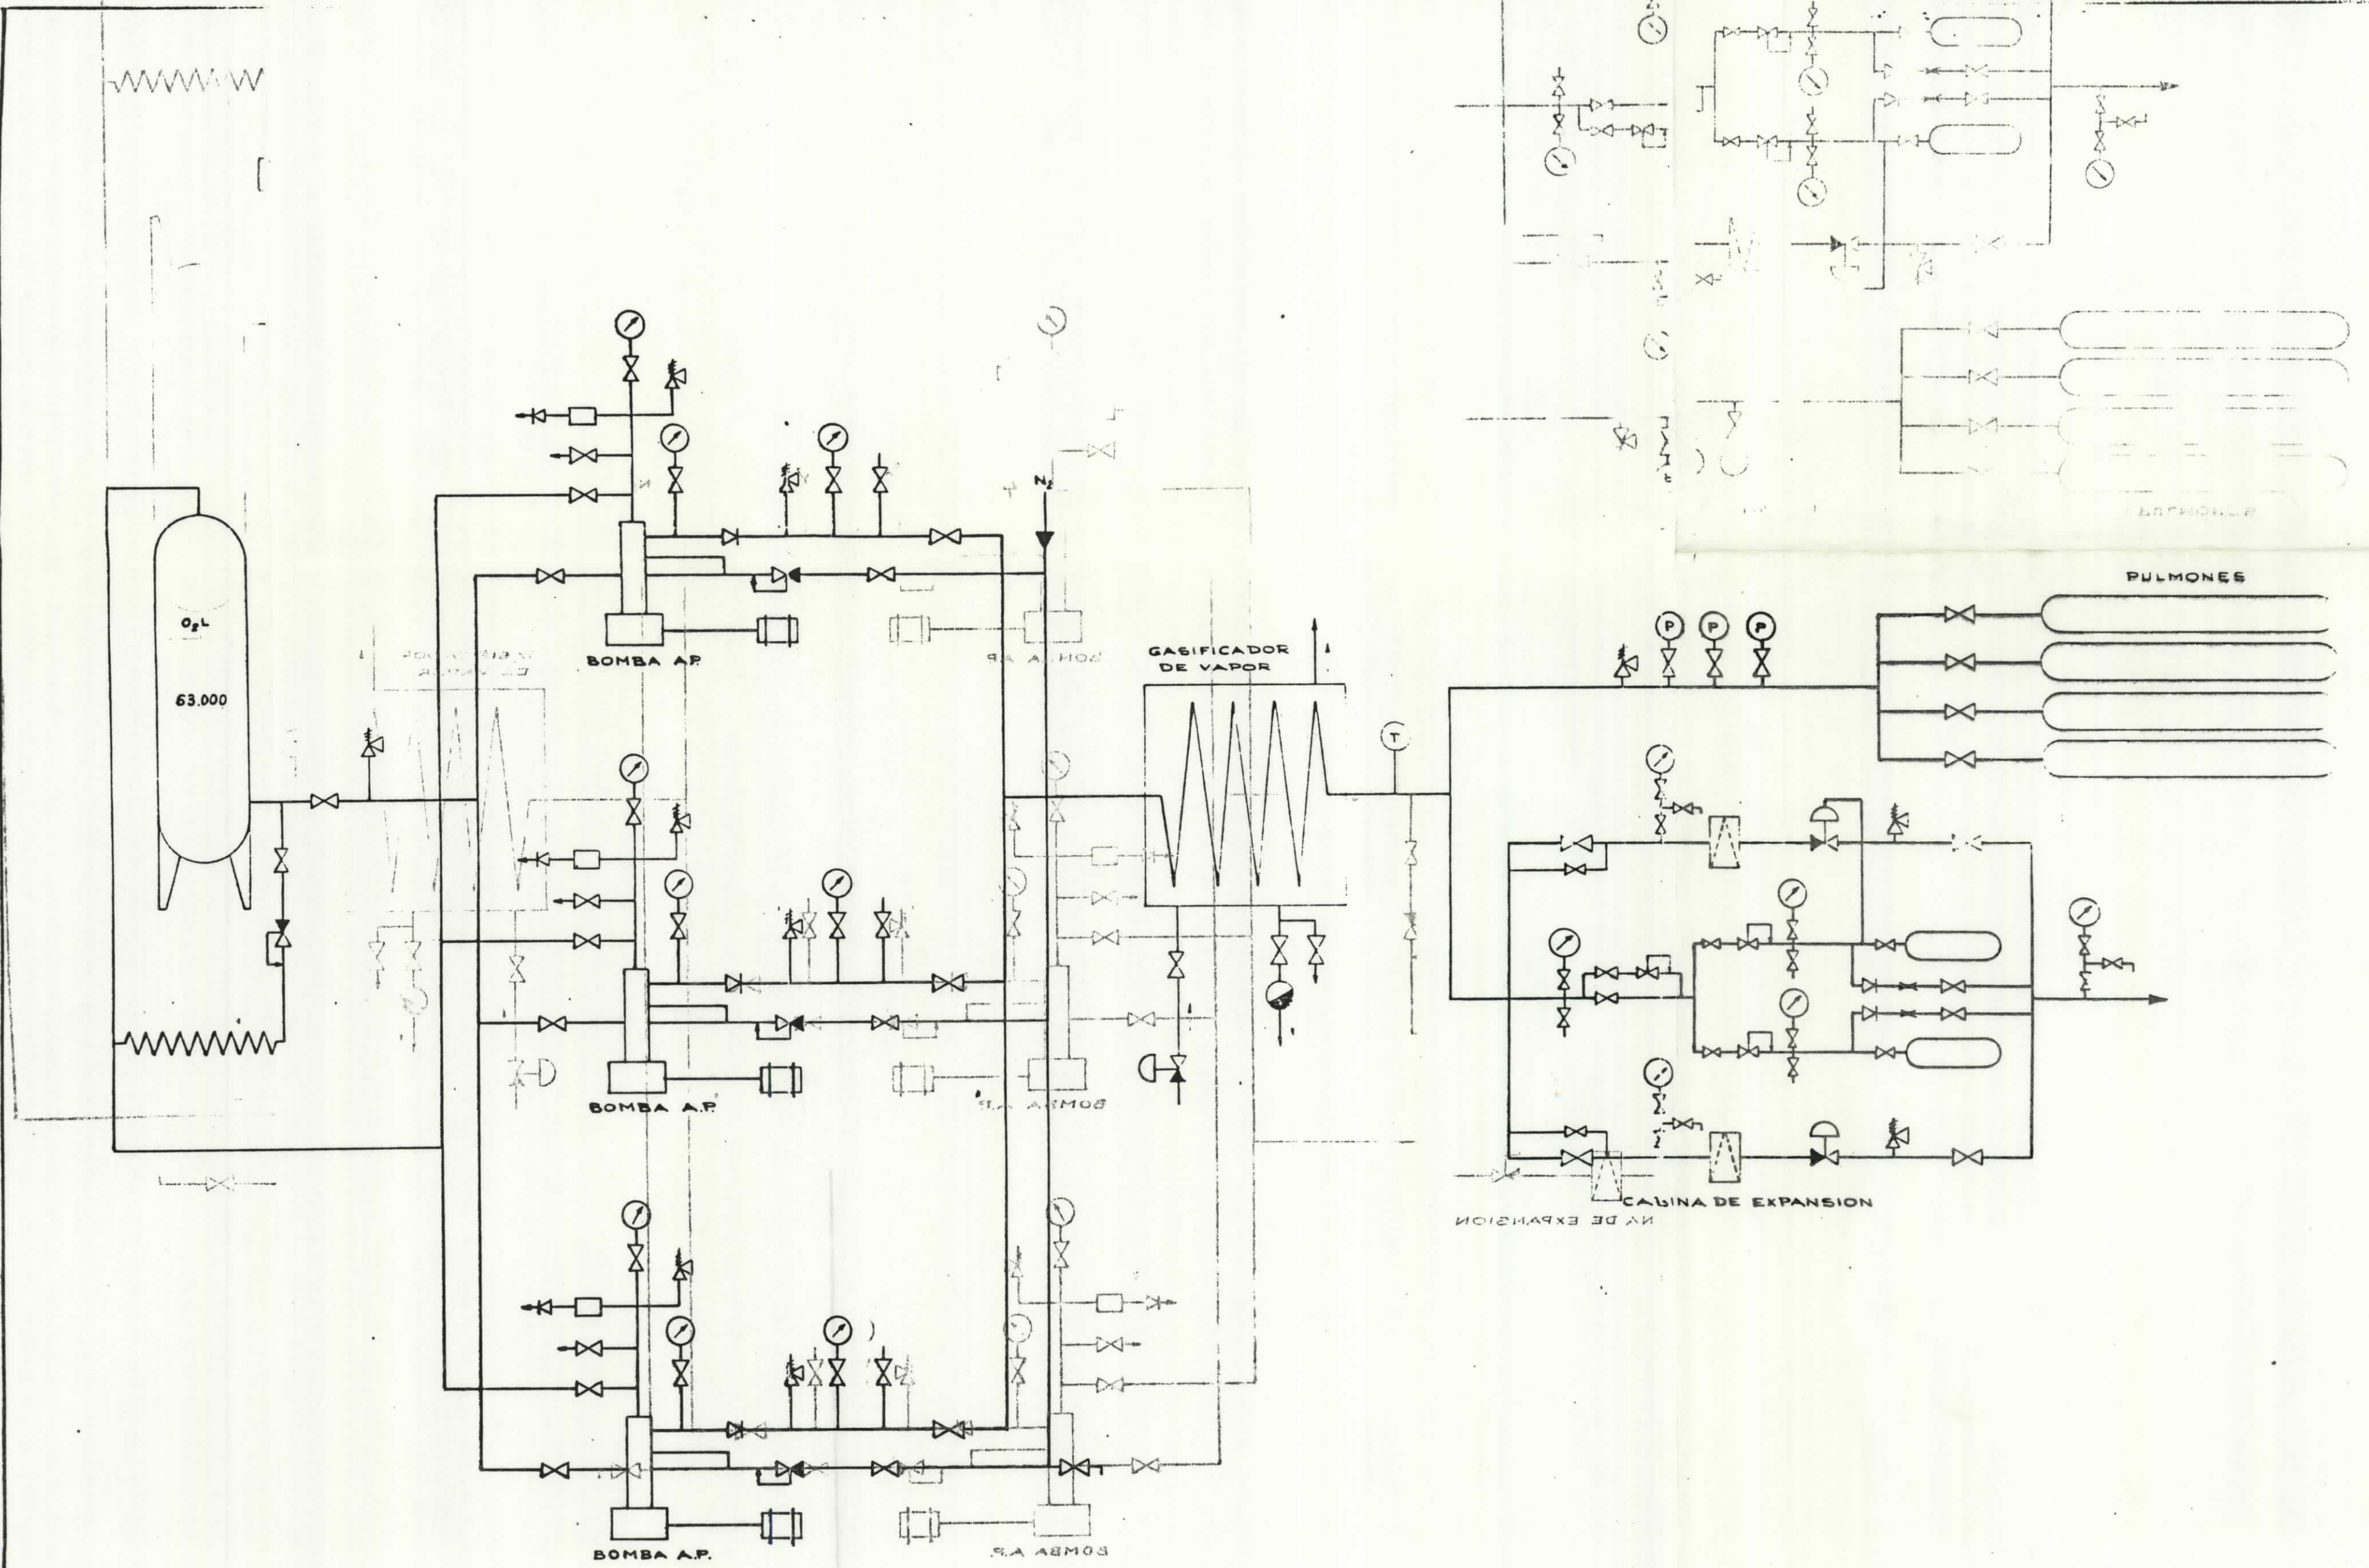 N₂
PULMONES
O₂L
63.000
BOMBA A.P.
GASIFICADOR
DE VAPOR
P
P
P
T
BOMBA A.P.
CABINA DE EXPANSION
BOMBA A.P.